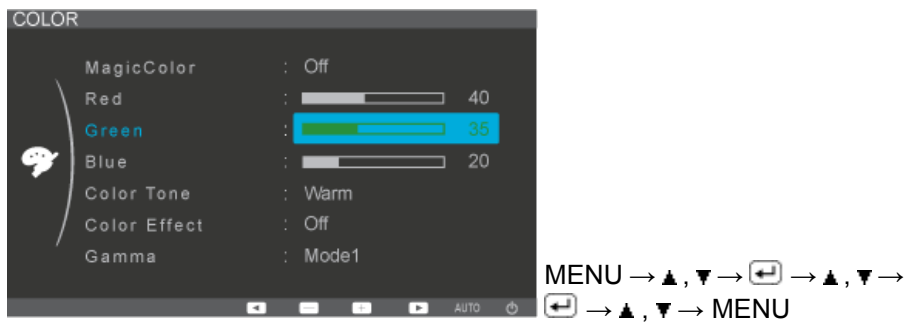 COLOR
MagicColor : Off
Red : 40
Green : 35
Blue : 20
Color Tone : Warm
Color Effect : Off
Gamma : Mode1
AUTO
MENU → ▲ , ▼ → ↵ → ▲ , ▼ →
↵ → ▲ , ▼ → MENU